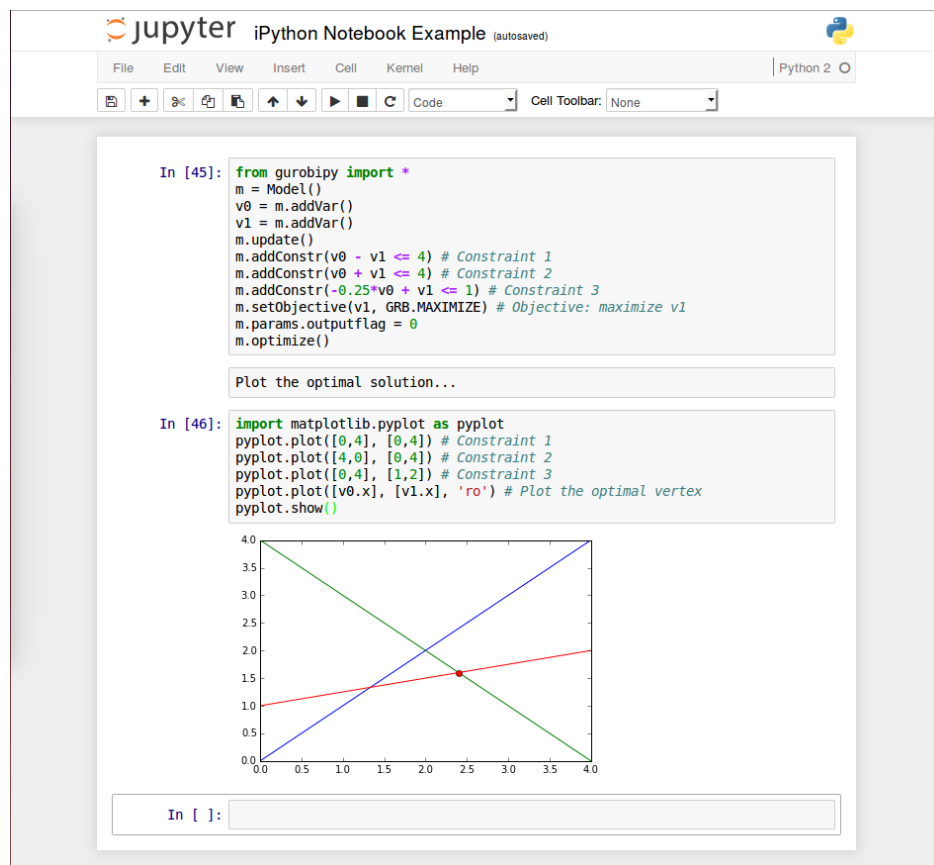 jupyter iPython Notebook Example (autosaved)
File Edit View Insert Cell Kernel Help Python 2
Code Cell Toolbar: None
In [45]: from gurobipy import *
m = Model()
v0 = m.addVar()
v1 = m.addVar()
m.update()
m.addConstr(v0 - v1 <= 4) # Constraint 1
m.addConstr(v0 + v1 <= 4) # Constraint 2
m.addConstr(-0.25*v0 + v1 <= 1) # Constraint 3
m.setObjective(v1, GRB.MAXIMIZE) # Objective: maximize v1
m.params.outputflag = 0
m.optimize()
Plot the optimal solution...
In [46]: import matplotlib.pyplot as pyplot
pyplot.plot([0,4], [0,4]) # Constraint 1
pyplot.plot([4,0], [0,4]) # Constraint 2
pyplot.plot([0,4], [1,2]) # Constraint 3
pyplot.plot([v0.x], [v1.x], 'ro') # Plot the optimal vertex
pyplot.show()
4.0
3.5
3.0
2.5
2.0
1.5
1.0
0.5
0.0
0.0 0.5 1.0 1.5 2.0 2.5 3.0 3.5 4.0
In [ ]: